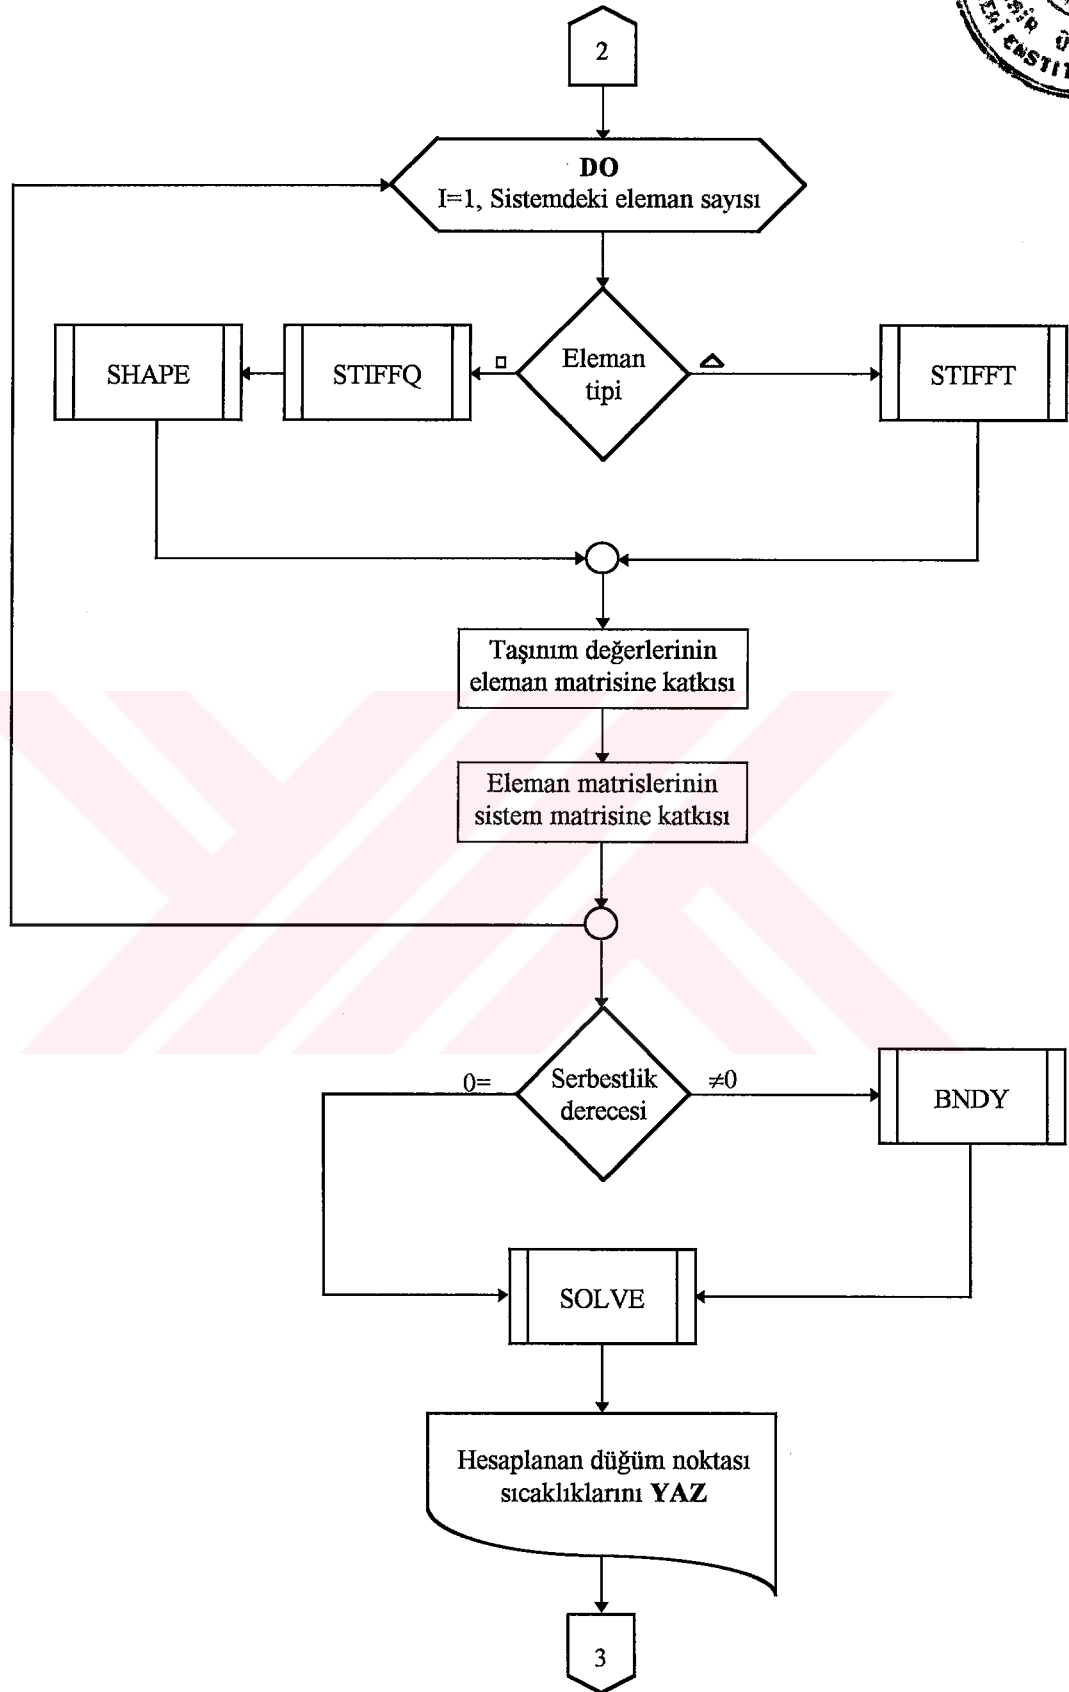 2
DO
I=1, Sistemdeki eleman sayısı
Eleman
tipi
SHAPE
STIFFQ
STIFFT
Taşınım değerlerinin
eleman matrisine katkısı
Eleman matrislerinin
sistem matrisine katkısı
0=
Serbestlik
derecesi
≠0
BNDY
SOLVE
Hesaplanan düğüm noktası
sıcaklıklarını YAZ
3